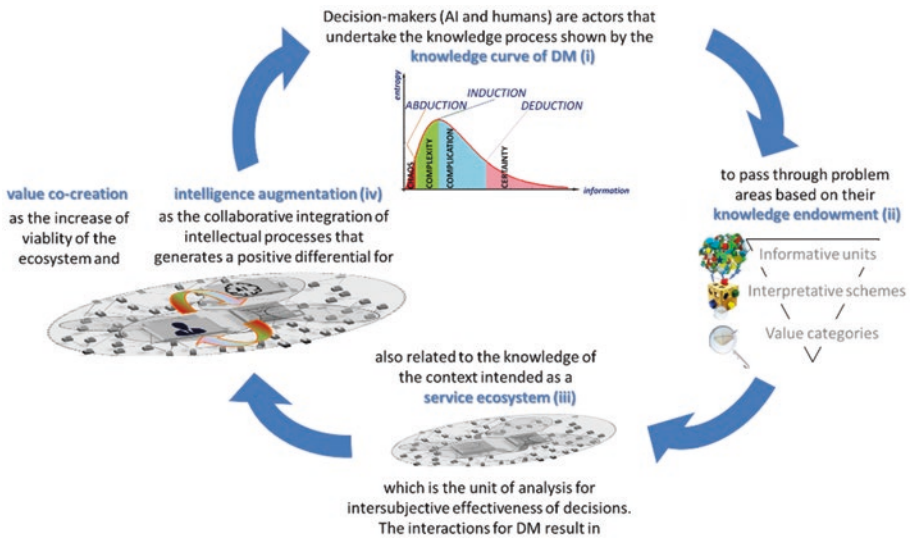 Decision-makers (AI and humans) are actors that
undertake the knowledge process shown by the
knowledge curve of DM (i)
entropy
ABDUCTION
INDUCTION
DEDUCTION
CHAOS
COMPLEXITY
COMPLICATION
CERTAINTY
information
to pass through problem
areas based on their
knowledge endowment (ii)
Informative units
Interpretative schemes
Value categories
also related to the knowledge of
the context intended as a
service ecosystem (iii)
which is the unit of analysis for
intersubjective effectiveness of decisions.
The interactions for DM result in
intelligence augmentation (iv)
as the collaborative integration of
intellectual processes that
generates a positive differential for
AI
value co-creation
as the increase of
viablity of the
ecosystem and